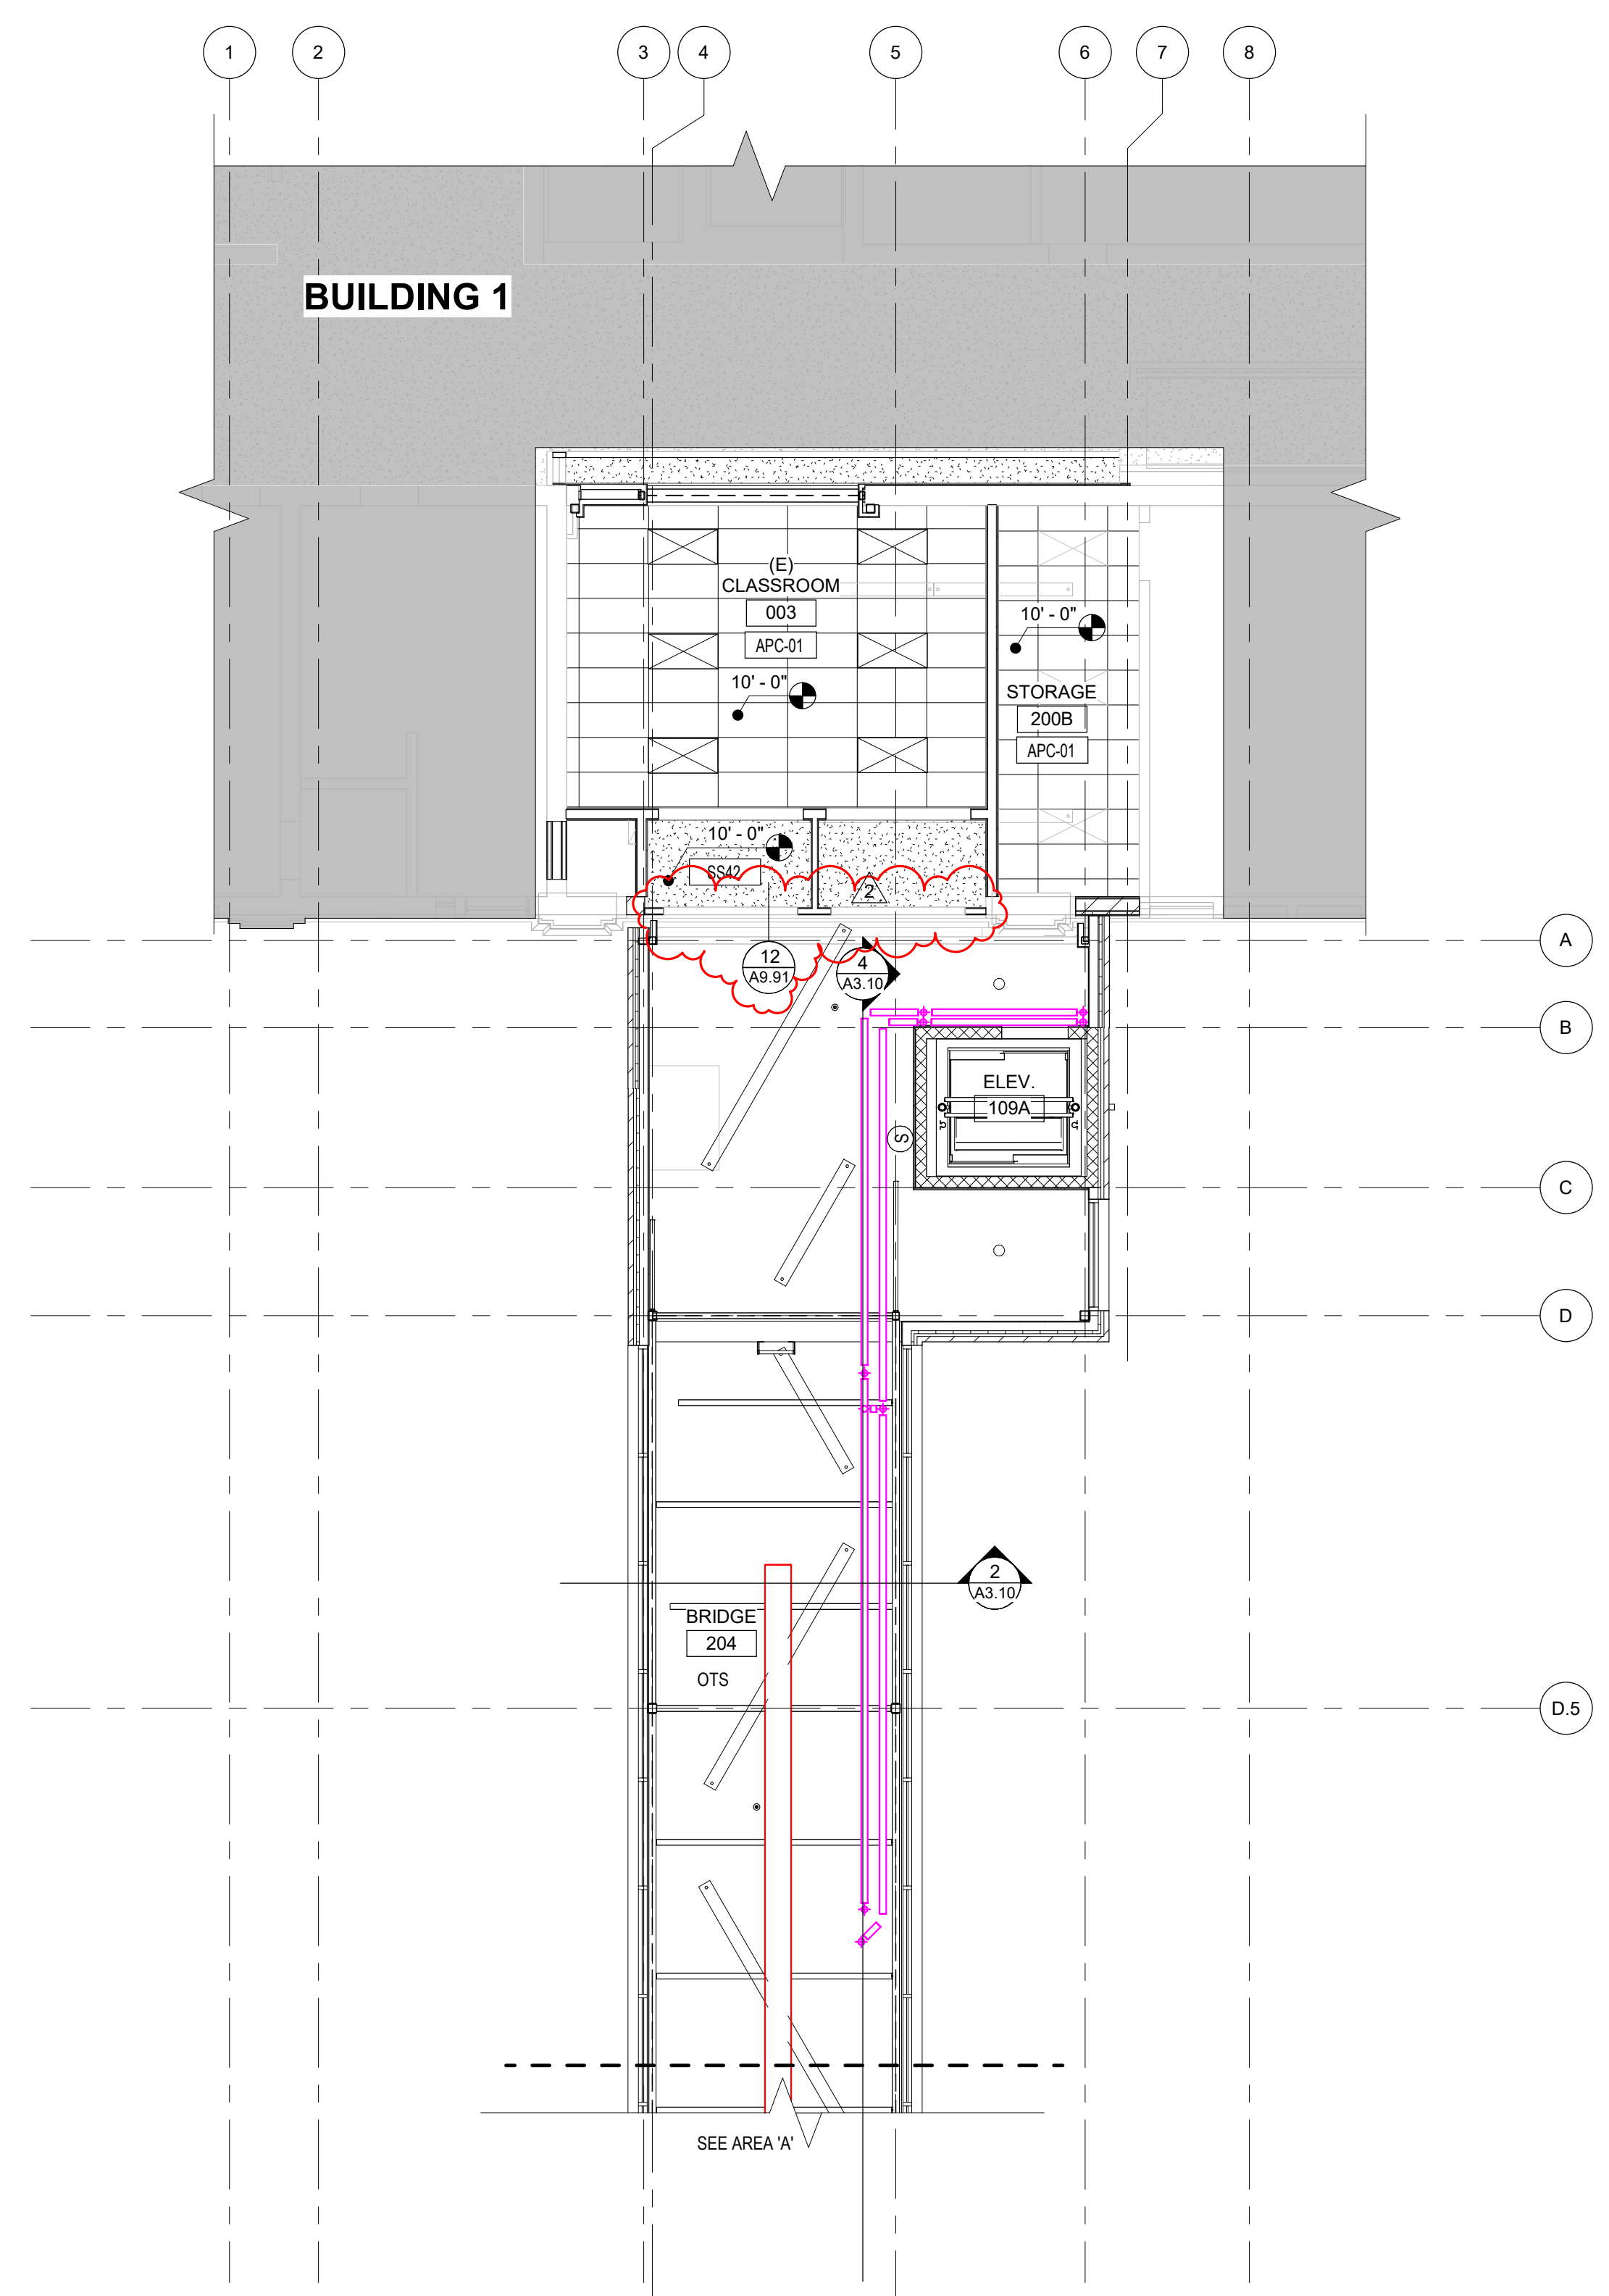 1 2 3 4 5 6 7 8
BUILDING 1
(E)
CLASSROOM
003
APC-01
10' - 0"
10' - 0"
STORAGE
200B
APC-01
10' - 0"
SS42
2
A
12
A9.91
4
A3.10
B
ELEV.
109A
S
C
D
2
A3.10
BRIDGE
204
OTS
D.5
SEE AREA 'A'